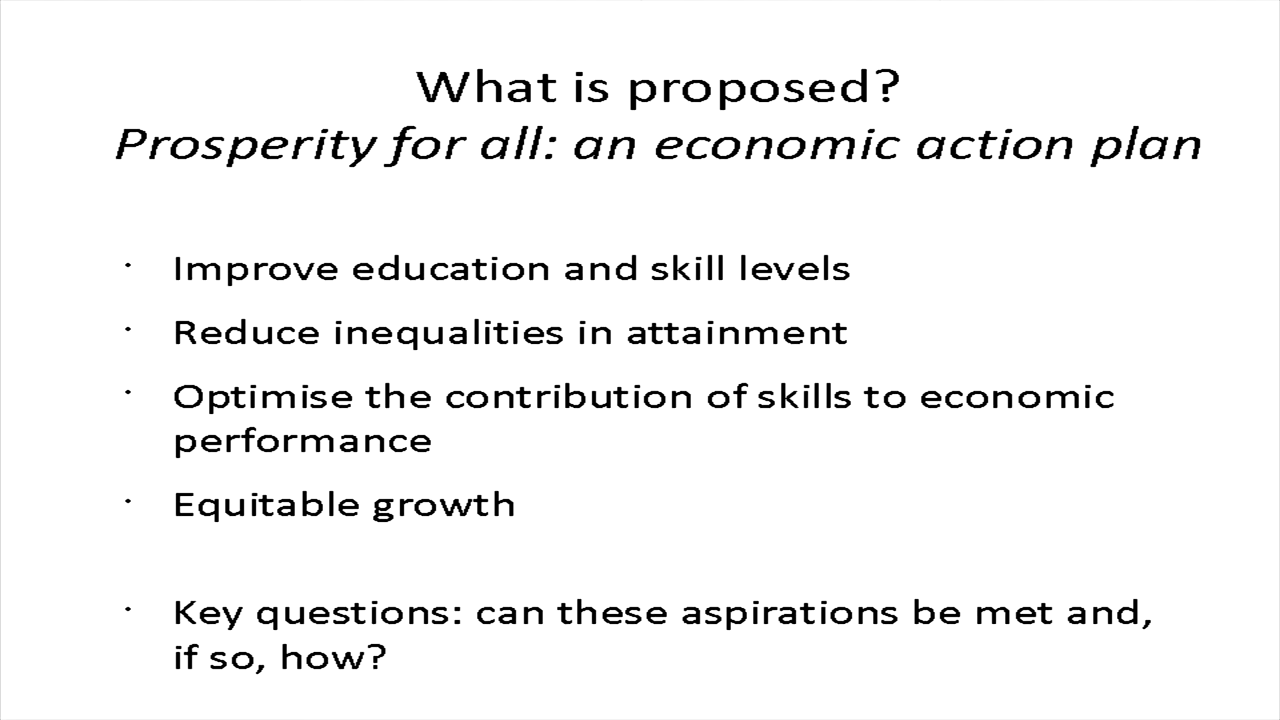 What is proposed?
Prosperity for all: an economic action plan
· Improve education and skill levels
· Reduce inequalities in attainment
· Optimise the contribution of skills to economic
performance
· Equitable growth
· Key questions: can these aspirations be met and,
if so, how?